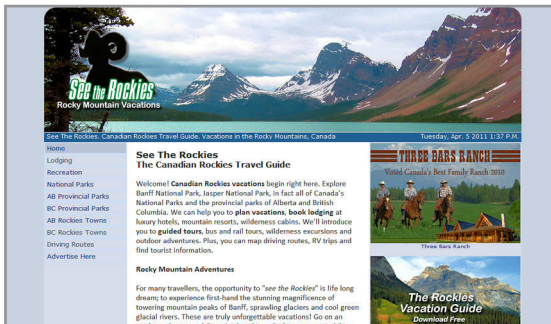 See the Rockies
Rocky Mountain Vacations
See The Rockies. Canadian Rockies Travel Guide. Vacations in the Rocky Mountains, Canada
Tuesday, Apr. 5 2011 1:37 P.M.
Home
Lodging
Recreation
National Parks
AB Provincial Parks
BC Provincial Parks
AB Rockies Towns
BC Rockies Towns
Driving Routes
Advertise Here
See The Rockies
The Canadian Rockies Travel Guide
Welcome! Canadian Rockies vacations begin right here. Explore
Banff National Park, Jasper National Park, in fact all of Canada's
National Parks and the provincial parks of Alberta and British
Columbia. We can help you to plan vacations, book lodging at
luxury hotels, mountain resorts, wilderness cabins. We'll introduce
you to guided tours, bus and rail tours, wilderness excursions and
outdoor adventures. Plus, you can map driving routes, RV trips and
find tourist information.
Rocky Mountain Adventures
For many travellers, the opportunity to "see the Rockies" is life long
dream; to experience first-hand the stunning magnificence of
towering mountain peaks of Banff, sprawling glaciers and cool green
glacial rivers. These are truly unforgettable vacations! Go on an
THREE BARS RANCH
Voted Canada's Best Family Ranch 2010
Three Bars Ranch
The Rockies
Vacation Guide
Download Free